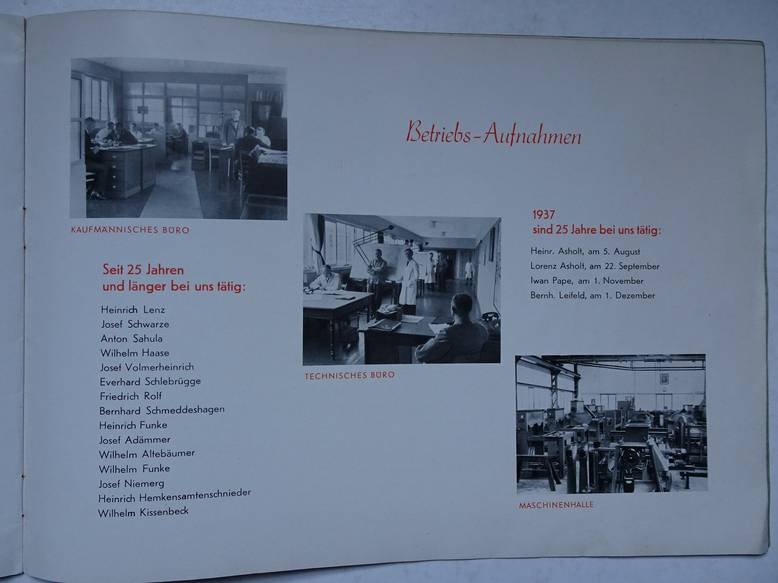 Betriebs-Aufnahmen
KAUFMÄNNISCHES BÜRO
Seit 25 Jahren
und länger bei uns tätig:
Heinrich Lenz
Josef Schwarze
Anton Sahula
Wilhelm Haase
Josef Volmerheinrich
Everhard Schlebrügge
Friedrich Rolf
Bernhard Schmeddeshagen
Heinrich Funke
Josef Adämmer
Wilhelm Altebäumer
Wilhelm Funke
Josef Niemerg
Heinrich Hemkensamtenschnieder
Wilhelm Kissenbeck
TECHNISCHES BÜRO
1937
sind 25 Jahre bei uns tätig:
Heinr. Asholt, am 5. August
Lorenz Asholt, am 22. September
Iwan Pape, am 1. November
Bernh. Leifeld, am 1. Dezember
MASCHINENHALLE